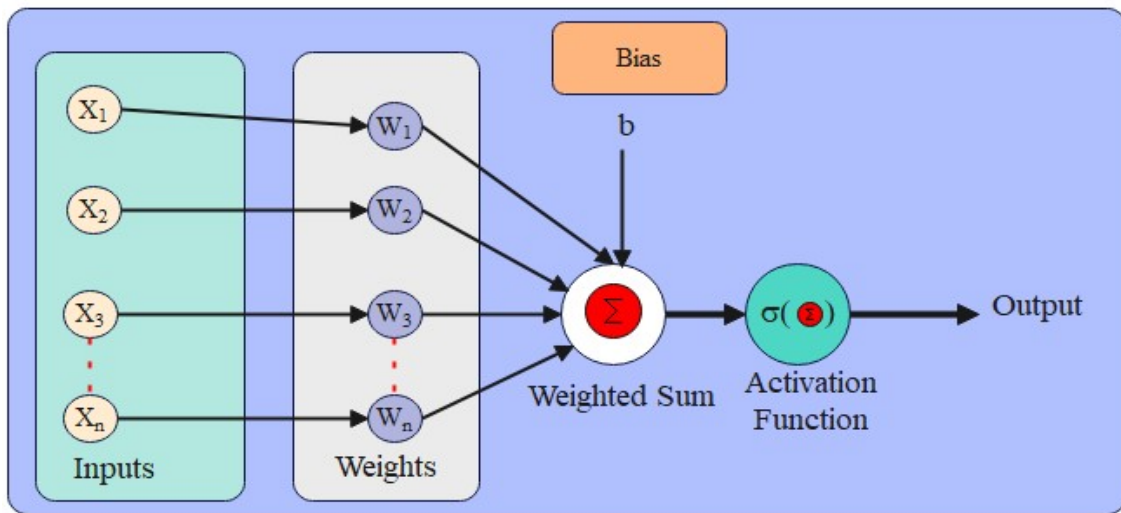 Bias
b
X₁
W₁
X₂
W₂
X₃
W₃
Σ
σ( Σ )
Output
Weighted Sum
Activation
Function
Xₙ
Wₙ
Inputs
Weights